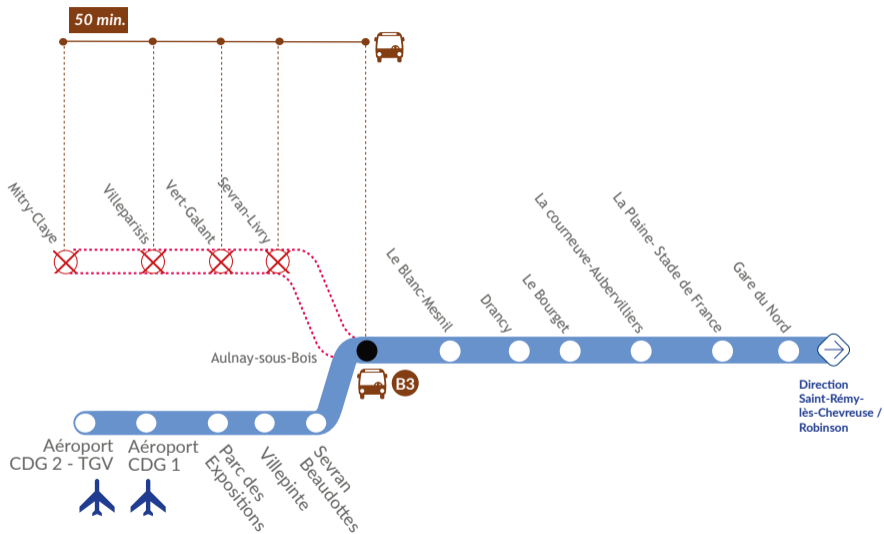 50 min.
Mitry-Claye
Villeparisis
Vert-Galant
Sevran-Livry
Le Blanc-Mesnil
Drancy
Le Bourget
La courneuve-Aubervilliers
La Plaine- Stade de France
Gare du Nord
Aulnay-sous-Bois
B3
Direction
Saint-Rémy-
lès-Chevreuse /
Robinson
Aéroport
CDG 2 - TGV
Aéroport
CDG 1
Parc des
Expositions
Villepinte
Sevran
Beaudottes